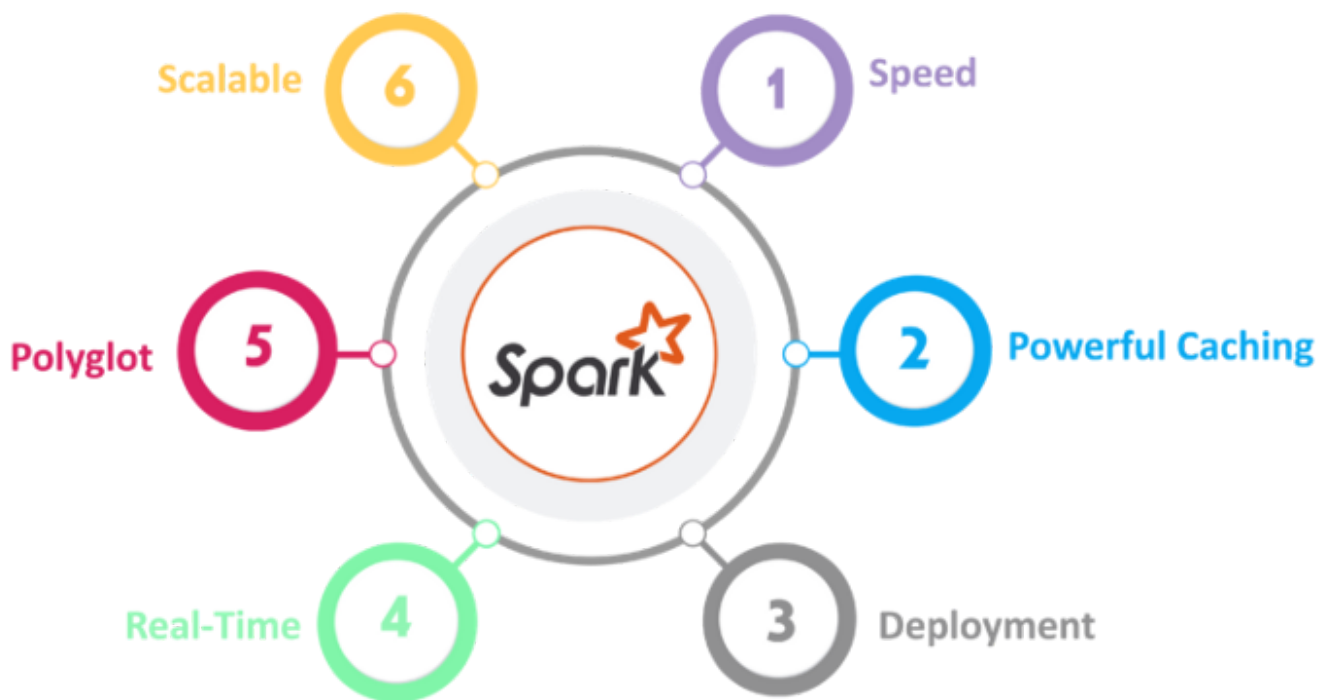 1 Speed
2 Powerful Caching
3 Deployment
4 Real-Time
5 Polyglot
6 Scalable
Spark